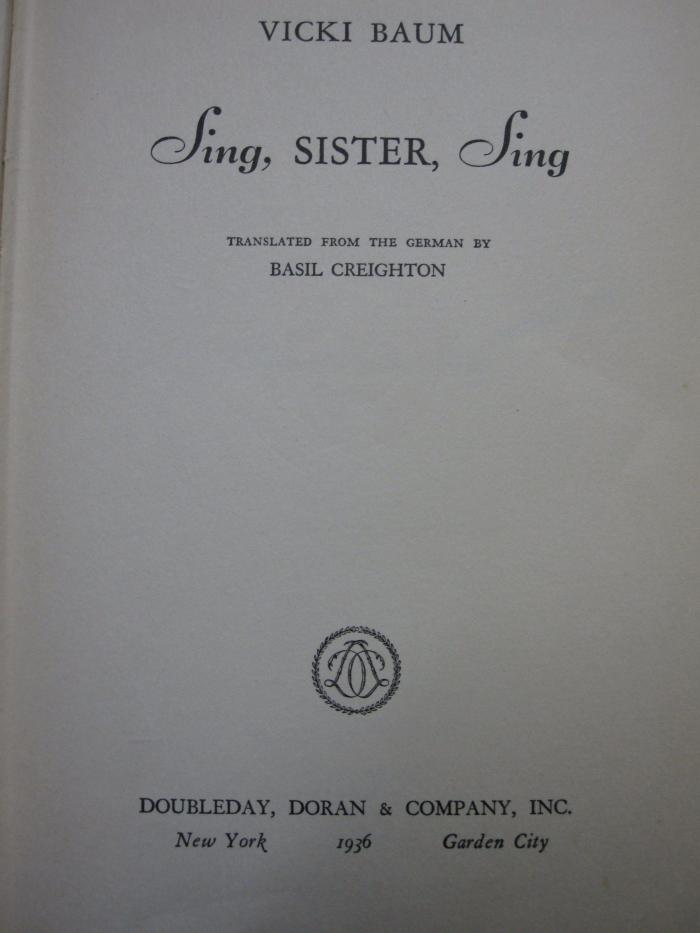 VICKI BAUM
Sing, SISTER, Sing
TRANSLATED FROM THE GERMAN BY
BASIL CREIGHTON
DOUBLEDAY, DORAN & COMPANY, INC.
New York 1936 Garden City